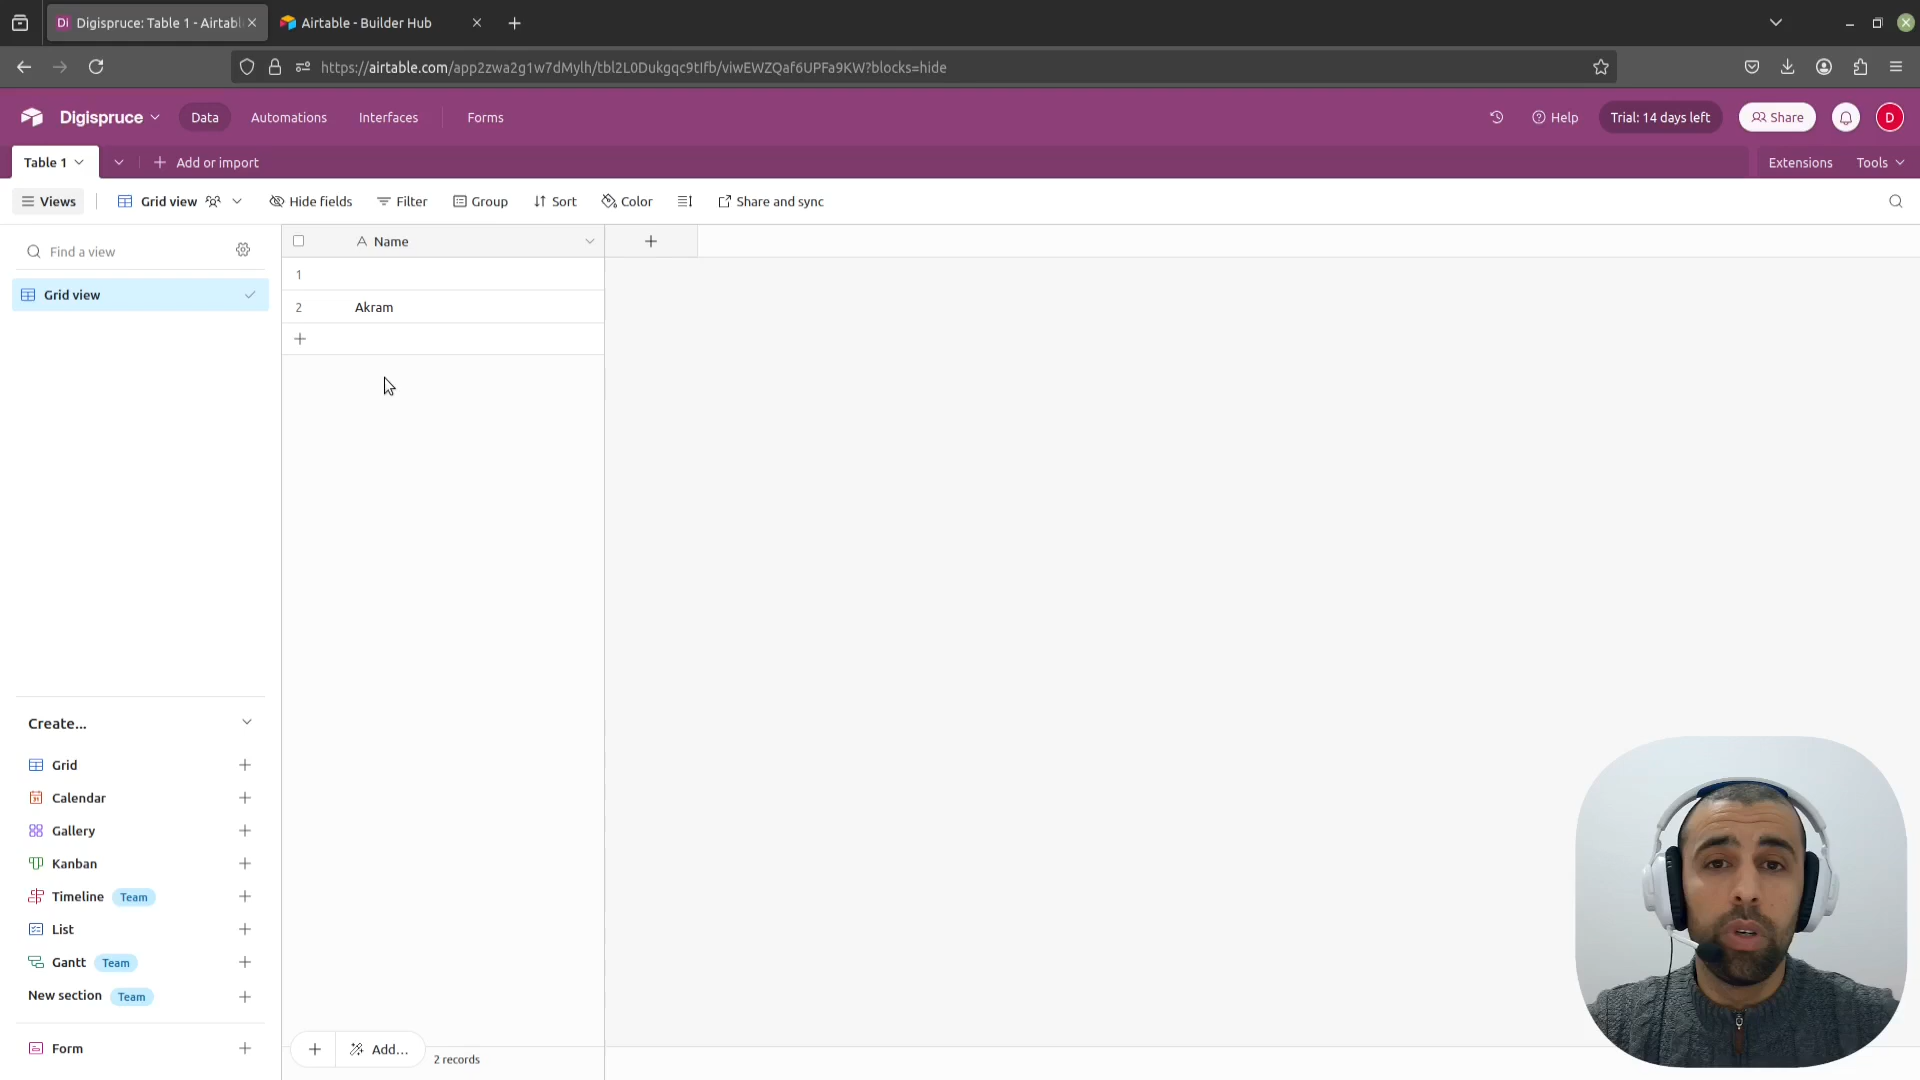 Di Digispruce: Table 1 - Airtabl
Airtable - Builder Hub
https://airtable.com/app2zwa2g1w7dMylh/tbl2L0Dukgqc9tIfb/viwEWZQaf6UPFa9KW?blocks=hide
Digispruce
Data
Automations
Interfaces
Forms
Help
Trial: 14 days left
Share
D
Table 1
Add or import
Extensions
Tools
Views
Grid view
Hide fields
Filter
Group
Sort
Color
Share and sync
Find a view
Grid view
A Name
1
2 Akram
Create...
Grid
Calendar
Gallery
Kanban
Timeline Team
List
Gantt Team
New section Team
Form
Add...
2 records